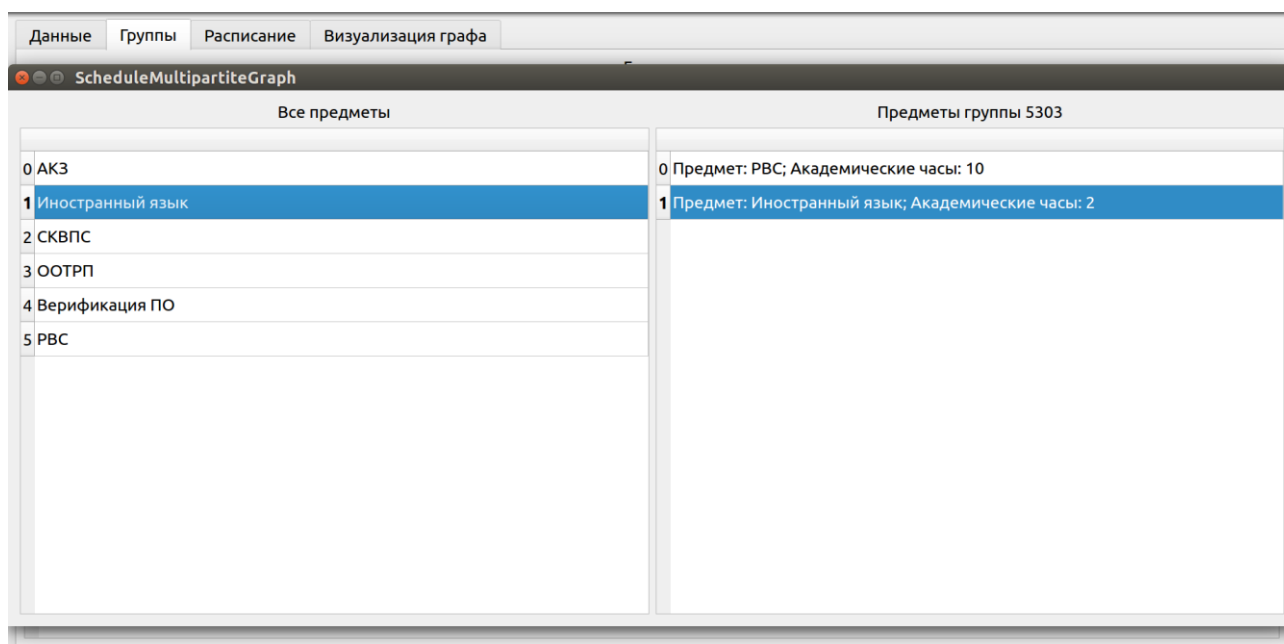 Данные Группы Расписание Визуализация графа
ScheduleMultipartiteGraph
Все предметы Предметы группы 5303
0 АКЗ 0 Предмет: РВС; Академические часы: 10
1 Иностранный язык 1 Предмет: Иностранный язык; Академические часы: 2
2 СКВПС
3 ООТРП
4 Верификация ПО
5 РВС